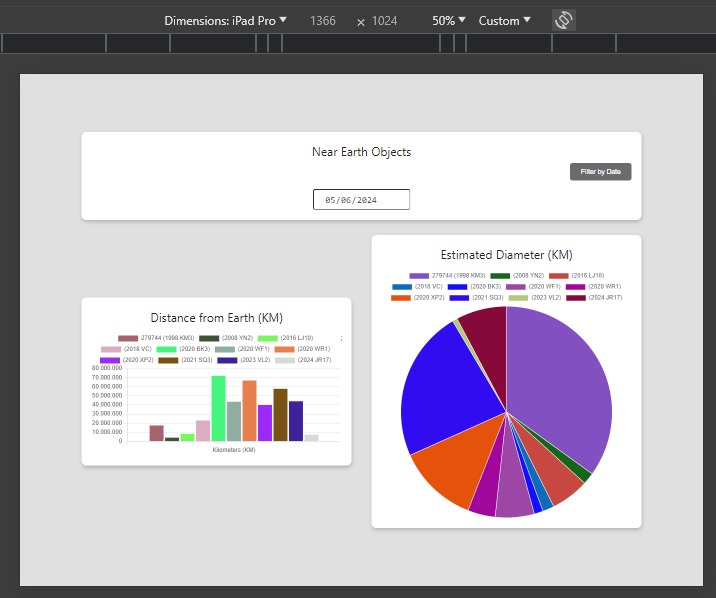 Dimensions: iPad Pro ▼ 1366 × 1024 50% ▼ Custom ▼
Near Earth Objects
Filter by Date
05/06/2024
Estimated Diameter (KM)
279744 (1998 KM3) (2008 YN2) (2016 LJ10)
(2018 VC) (2020 BK3) (2020 WF1) (2020 WR1)
(2020 XP2) (2021 SQ3) (2023 VL2) (2024 JR17)
Distance from Earth (KM)
279744 (1998 KM3) (2008 YN2) (2016 LJ10)
(2018 VC) (2020 BK3) (2020 WF1) (2020 WR1)
(2020 XP2) (2021 SQ3) (2023 VL2) (2024 JR17)
80.000.000
70.000.000
60.000.000
50.000.000
40.000.000
30.000.000
20.000.000
10.000.000
0
Kilometers (KM)